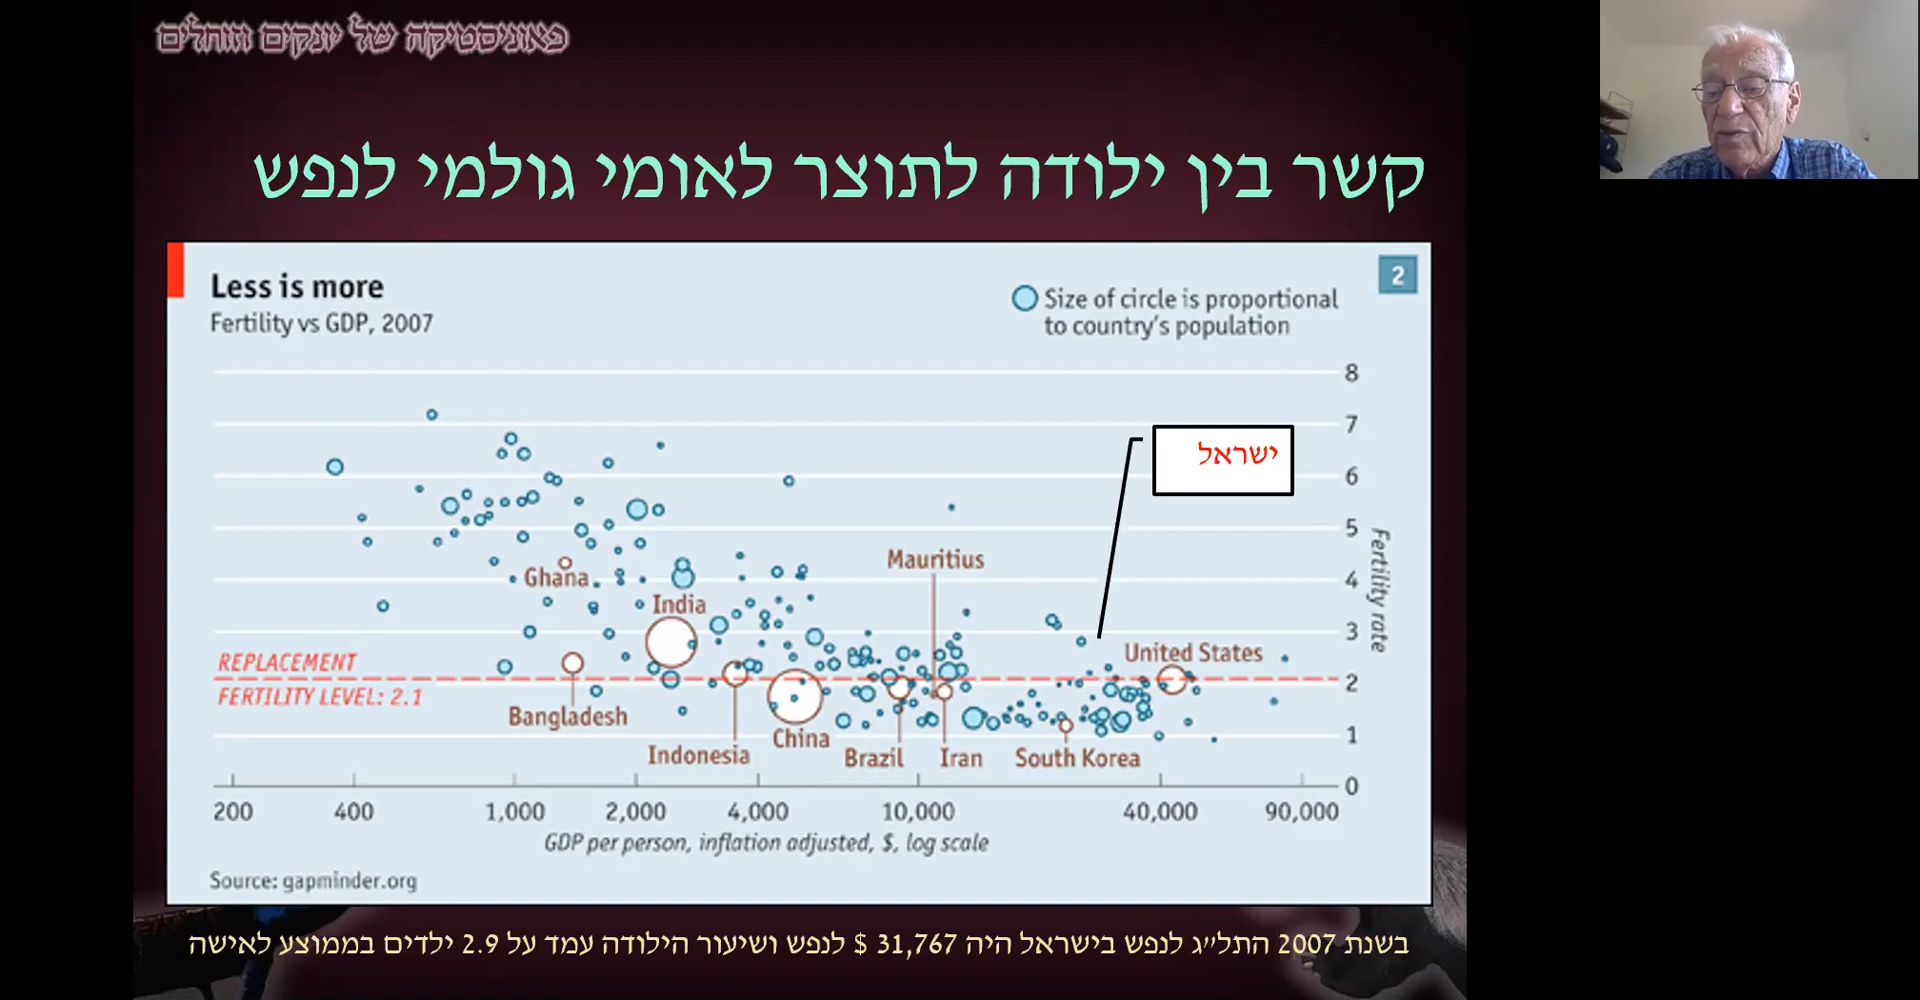 פאוניסטיקה של יונקים וזוחלים
קשר בין ילודה לתוצר לאומי גולמי לנפש
Less is more
Fertility vs GDP, 2007
2
Size of circle is proportional
to country's population
8
7
6
5
4
3
2
1
0
Fertility rate
ישראל
Mauritius
Ghana
India
United States
REPLACEMENT
FERTILITY LEVEL: 2.1
Bangladesh
Indonesia
China
Brazil
Iran
South Korea
200 400 1,000 2,000 4,000 10,000 40,000 90,000
GDP per person, inflation adjusted, $, log scale
Source: gapminder.org
בשנת 2007 התל״ג לנפש בישראל היה 31,767 $ לנפש ושיעור הילודה עמד על 2.9 ילדים בממוצע לאישה